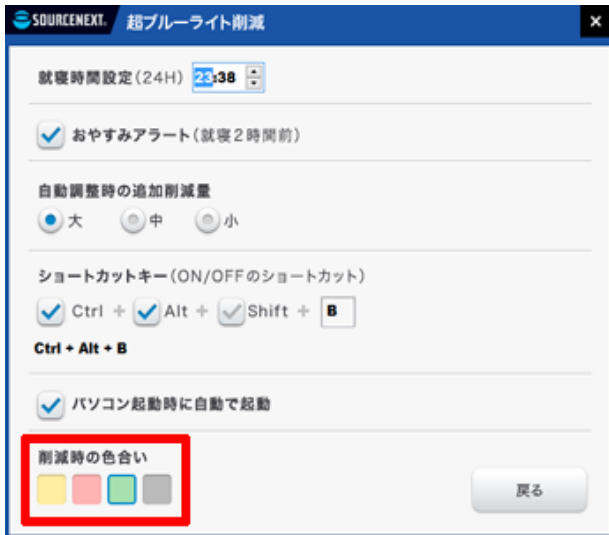 SOURCENEXT. 超ブルーライト削減
就寝時間設定(24H) 23:38
おやすみアラート(就寝2時間前)
自動調整時の追加削減量
大 中 小
ショートカットキー(ON/OFFのショートカット)
Ctrl + Alt + Shift + B
Ctrl + Alt + B
パソコン起動時に自動で起動
削減時の色合い
戻る